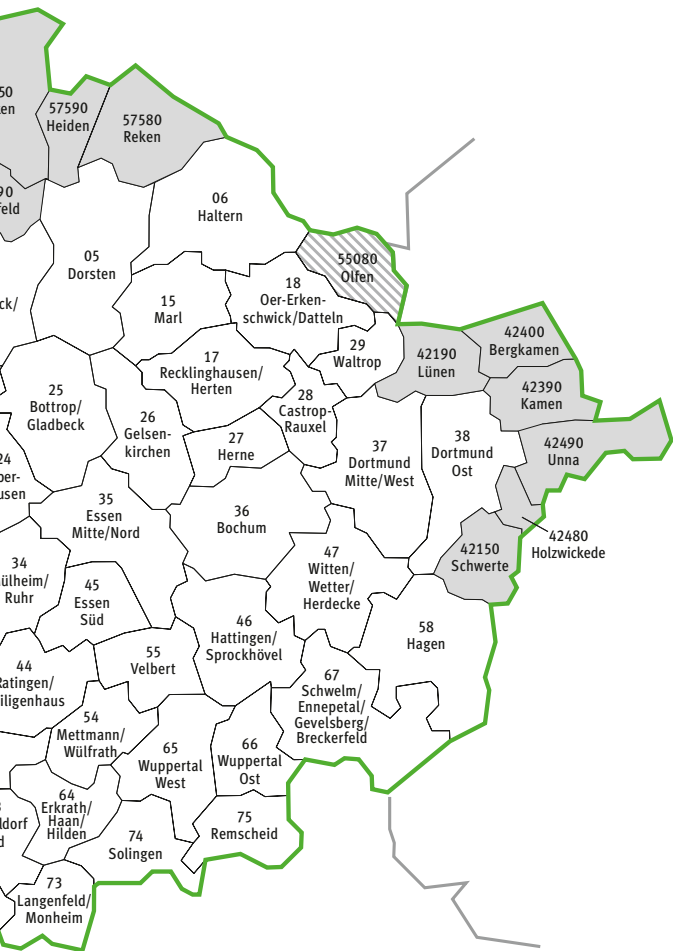 50
57590
Heiden
57580
Reken
06
Haltern
05
Dorsten
55080
Olfen
15
Marl
18
Oer-Erken-
schwick/Datteln
29
Waltrop
42400
Bergkamen
42190
Lünen
42390
Kamen
17
Recklinghausen/
Herten
25
Bottrop/
Gladbeck
26
Gelsen-
kirchen
28
Castrop-
Rauxel
27
Herne
37
Dortmund
Mitte/West
38
Dortmund
Ost
42490
Unna
35
Essen
Mitte/Nord
36
Bochum
42480
Holzwickede
42150
Schwerte
34
Ruhr
45
Essen
Süd
47
Witten/
Wetter/
Herdecke
46
Hattingen/
Sprockhövel
58
Hagen
44
55
Velbert
67
Schwelm/
Ennepetal/
Gevelsberg/
Breckerfeld
54
Mettmann/
Wülfrath
65
Wuppertal
West
66
Wuppertal
Ost
64
Erkrath/
Haan/
Hilden
74
Solingen
75
Remscheid
73
Langenfeld/
Monheim